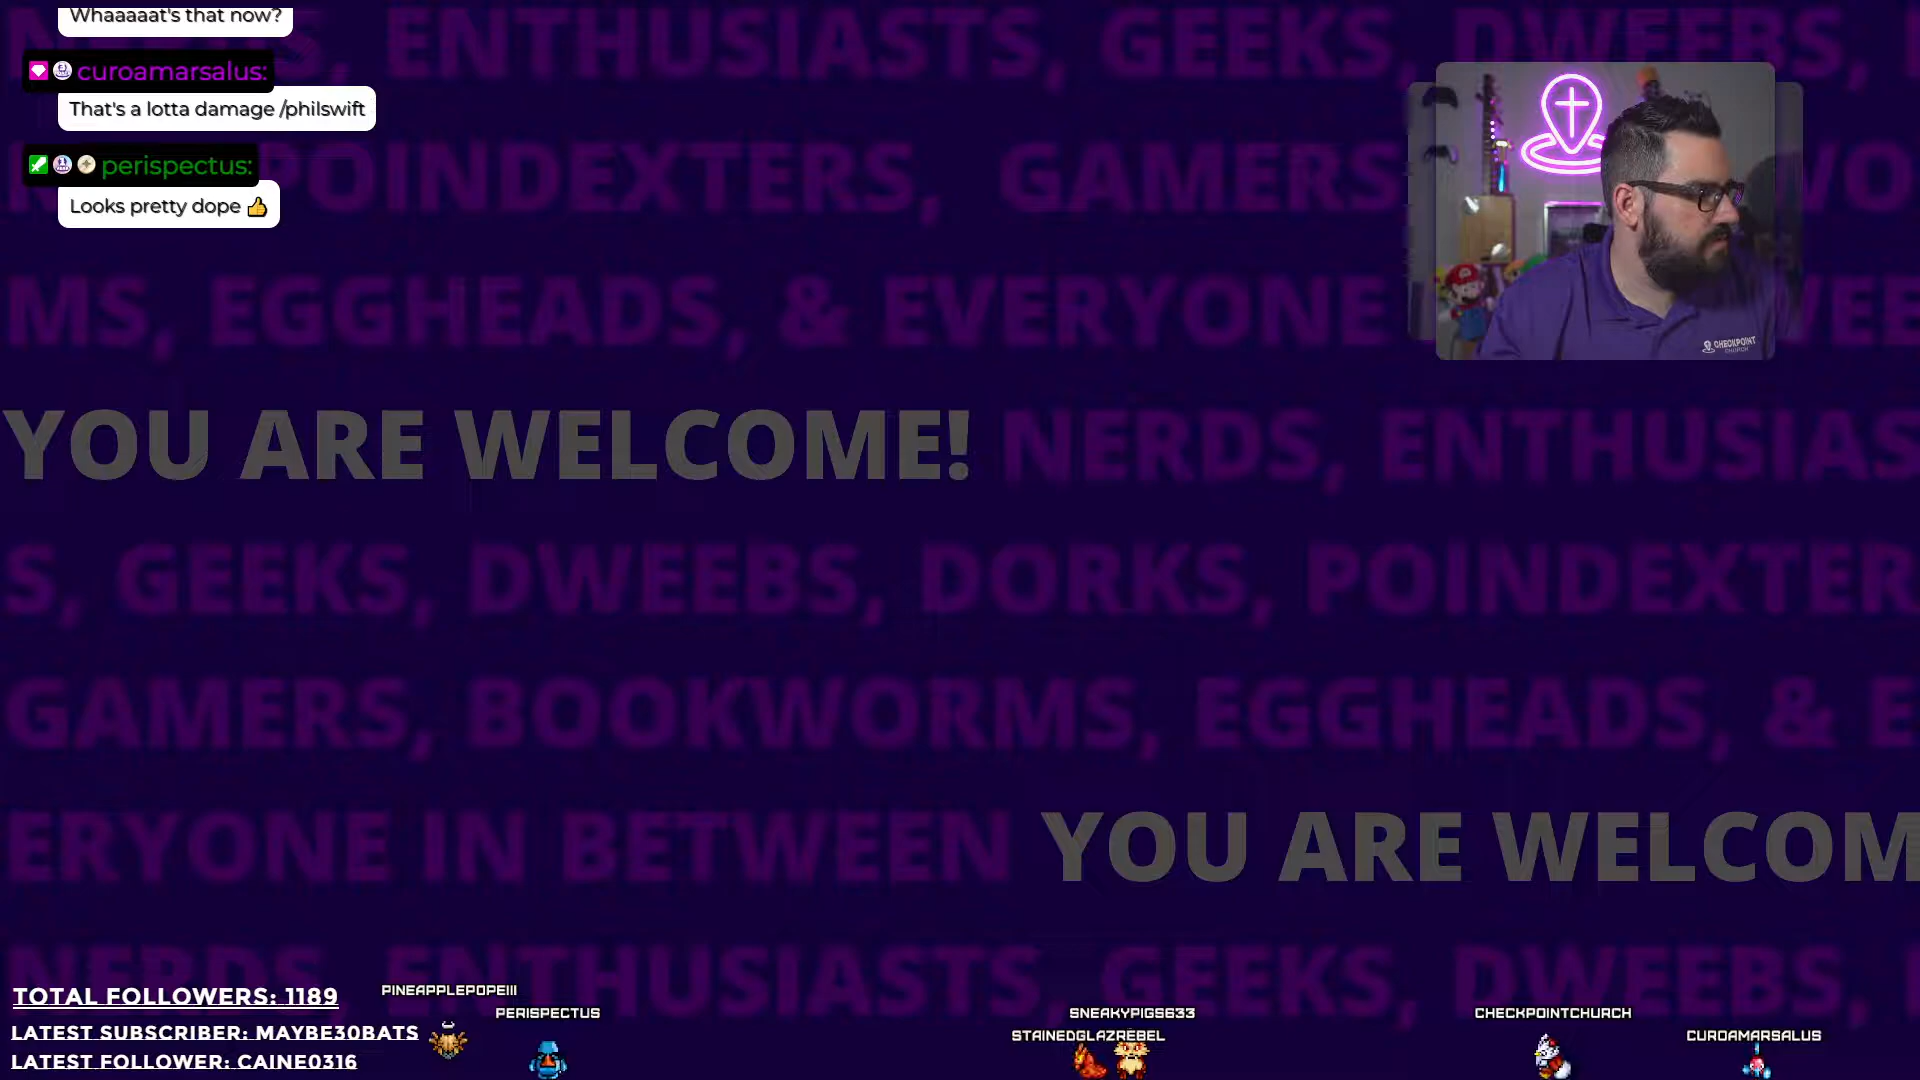 Whaaaaat's that now?
curoamarsalus:
That's a lotta damage /philswift
perispectus:
Looks pretty dope 👍
NERDS, ENTHUSIASTS, GEEKS, DWEEBS,
POINDEXTERS, GAMERS
MS, EGGHEADS, & EVERYONE
YOU ARE WELCOME! NERDS, ENTHUSIAS
S, GEEKS, DWEEBS, DORKS, POINDEXTER
GAMERS, BOOKWORMS, EGGHEADS, & E
ERYONE IN BETWEEN YOU ARE WELCOM
NERDS, ENTHUSIASTS, GEEKS, DWEEBS,
CHECKPOINT
CHURCH
TOTAL FOLLOWERS: 1189
LATEST SUBSCRIBER: MAYBE30BATS
LATEST FOLLOWER: CAINE0316
PINEAPPLEPOPEIII
PERISPECTUS
SNEAKYPIGS633
STAINEDGLAZREBEL
CHECKPOINTCHURCH
CUROAMARSALUS